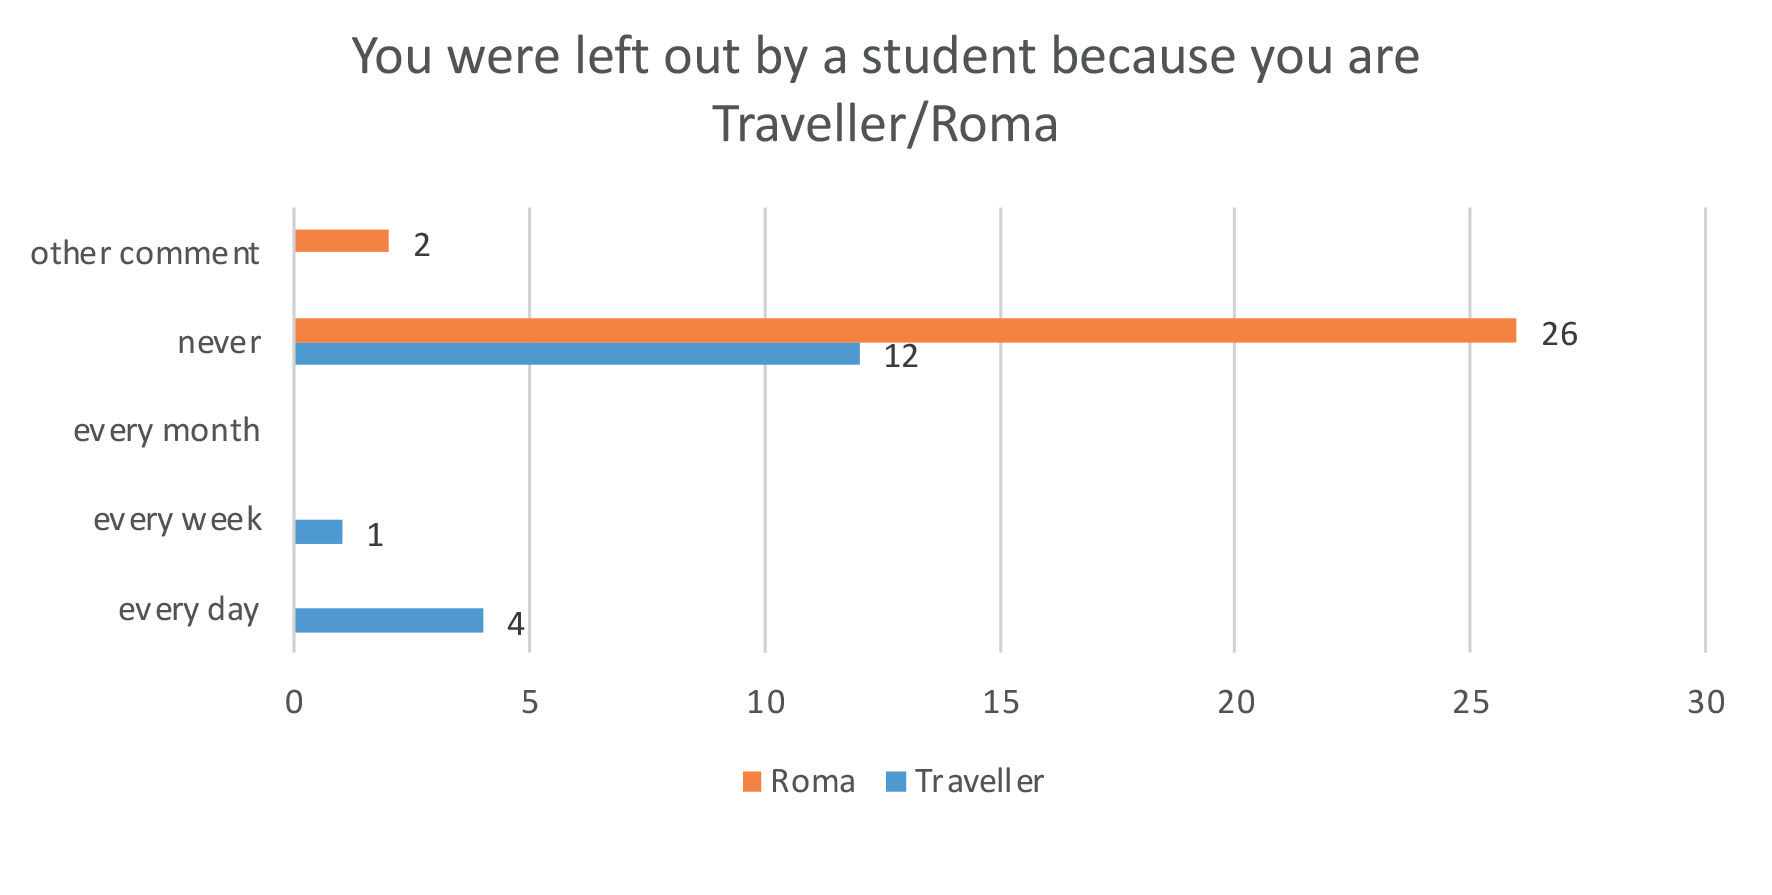 You were left out by a student because you are
Traveller/Roma
other comment
2
never
26
12
every month
every week
1
every day
4
0 5 10 15 20 25 30
Roma Traveller